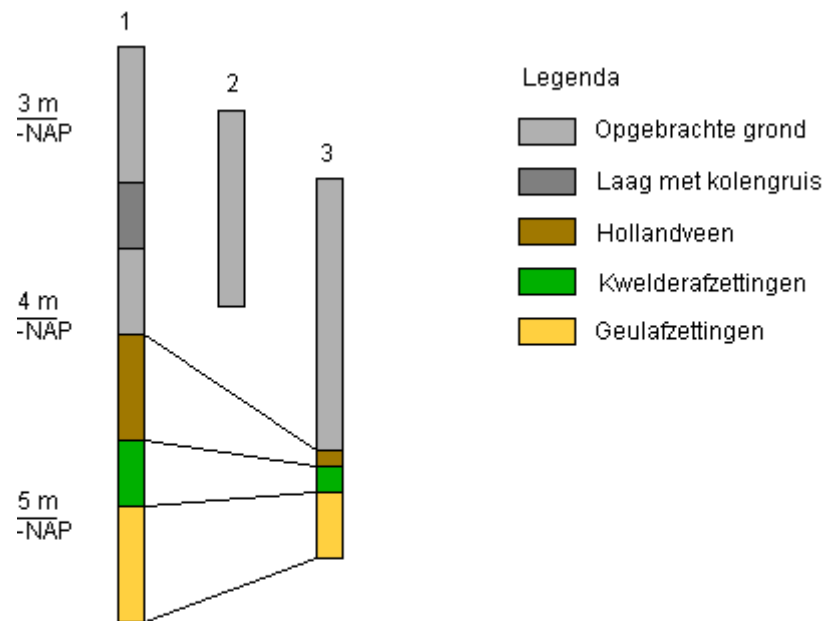 1
2
3
3 m
-NAP
4 m
-NAP
5 m
-NAP
Legenda
Opgebrachte grond
Laag met kolengruis
Hollandveen
Kwelderafzettingen
Geulafzettingen